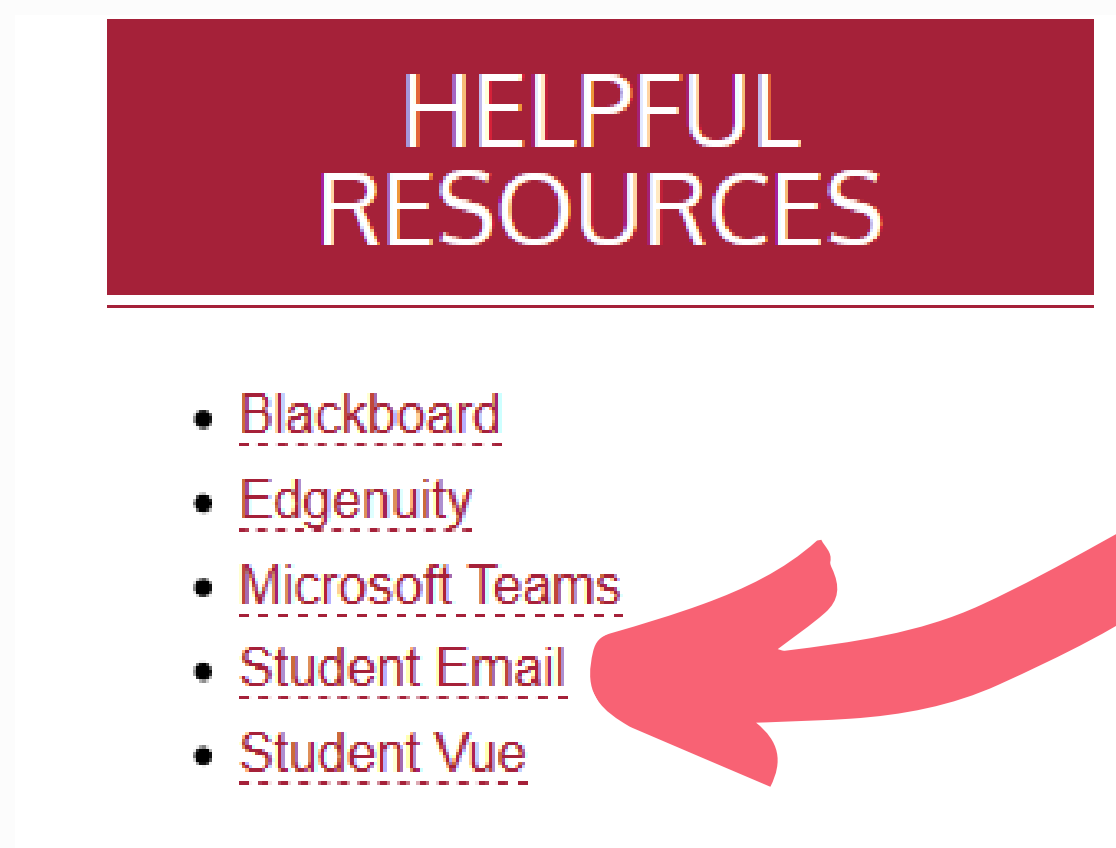 HELPFUL
RESOURCES
Blackboard
Edgenuity
Microsoft Teams
Student Email
Student Vue